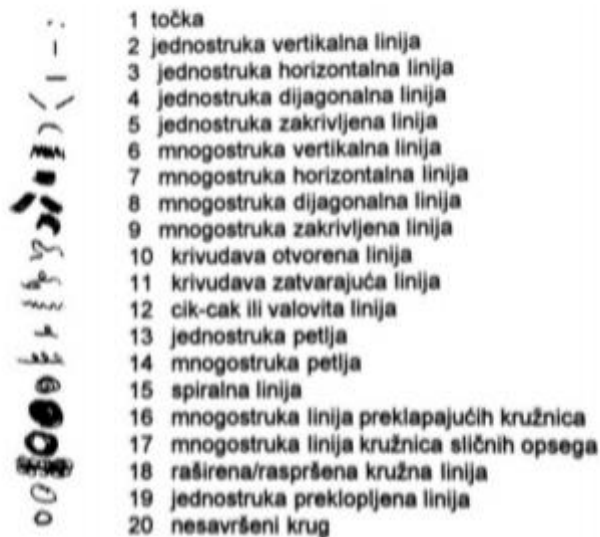 1 točka
2 jednostruka vertikalna linija
3 jednostruka horizontalna linija
4 jednostruka dijagonalna linija
5 jednostruka zakrivljena linija
6 mnogostruka vertikalna linija
7 mnogostruka horizontalna linija
8 mnogostruka dijagonalna linija
9 mnogostruka zakrivljena linija
10 krivudava otvorena linija
11 krivudava zatvarajuća linija
12 cik-cak ili valovita linija
13 jednostruka petlja
14 mnogostruka petlja
15 spiralna linija
16 mnogostruka linija preklapajućih kružnica
17 mnogostruka linija kružnica sličnih opsega
18 raširena/raspršena kružna linija
19 jednostruka preklopljena linija
20 nesavršeni krug